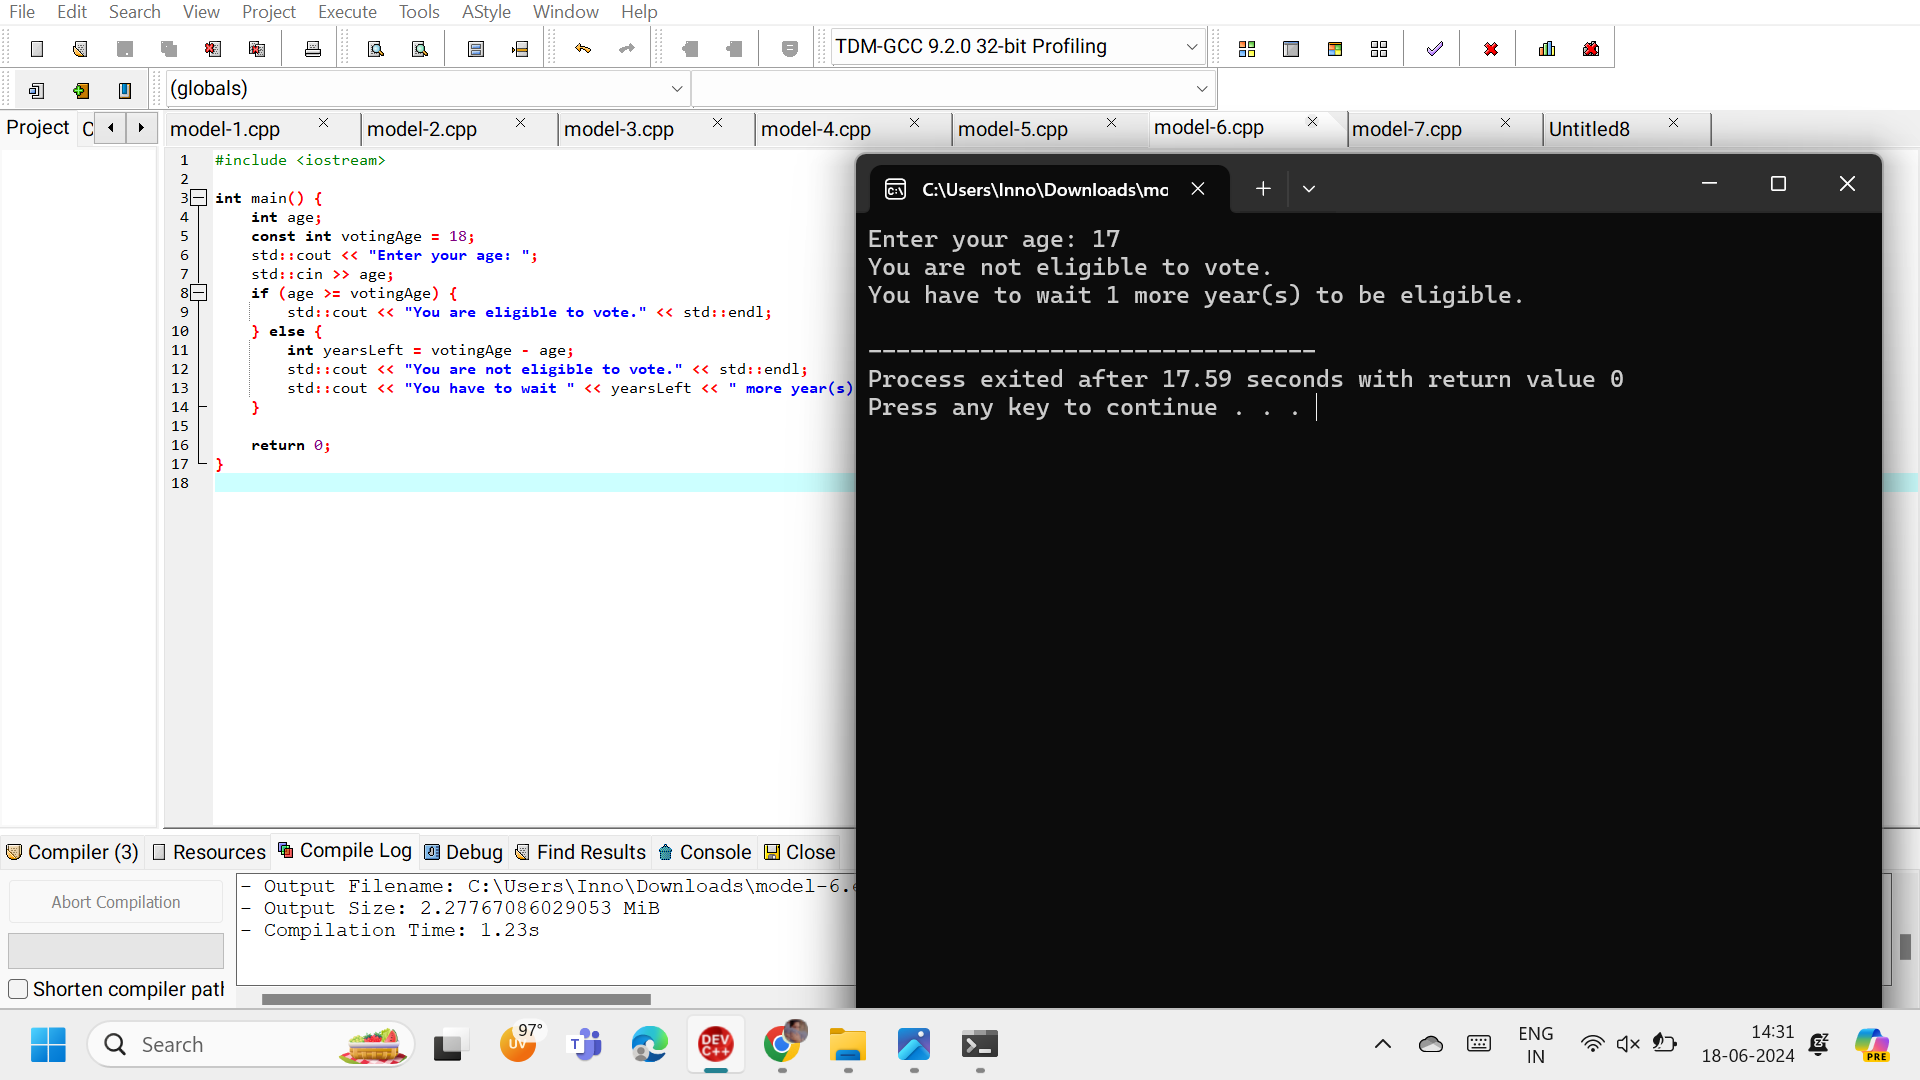 File Edit Search View Project Execute Tools AStyle Window Help
TDM-GCC 9.2.0 32-bit Profiling
(globals)
Project C model-1.cpp model-2.cpp model-3.cpp model-4.cpp model-5.cpp model-6.cpp model-7.cpp Untitled8
1 #include <iostream>
2
3 int main() {
4 int age;
5 const int votingAge = 18;
6 std::cout << "Enter your age: ";
7 std::cin >> age;
8 if (age >= votingAge) {
9 std::cout << "You are eligible to vote." << std::endl;
10 } else {
11 int yearsLeft = votingAge - age;
12 std::cout << "You are not eligible to vote." << std::endl;
13 std::cout << "You have to wait " << yearsLeft << " more year(s)
14 }
15
16 return 0;
17 }
18
C:\Users\Inno\Downloads\mo
Enter your age: 17
You are not eligible to vote.
You have to wait 1 more year(s) to be eligible.
--------------------------------
Process exited after 17.59 seconds with return value 0
Press any key to continue . . .
Compiler (3) Resources Compile Log Debug Find Results Console Close
Abort Compilation
Shorten compiler path
- Output Filename: C:\Users\Inno\Downloads\model-6.e
- Output Size: 2.27767086029053 MiB
- Compilation Time: 1.23s
Search
97°
UV
T
DEV
C++
ENG
IN
14:31
18-06-2024
PRE